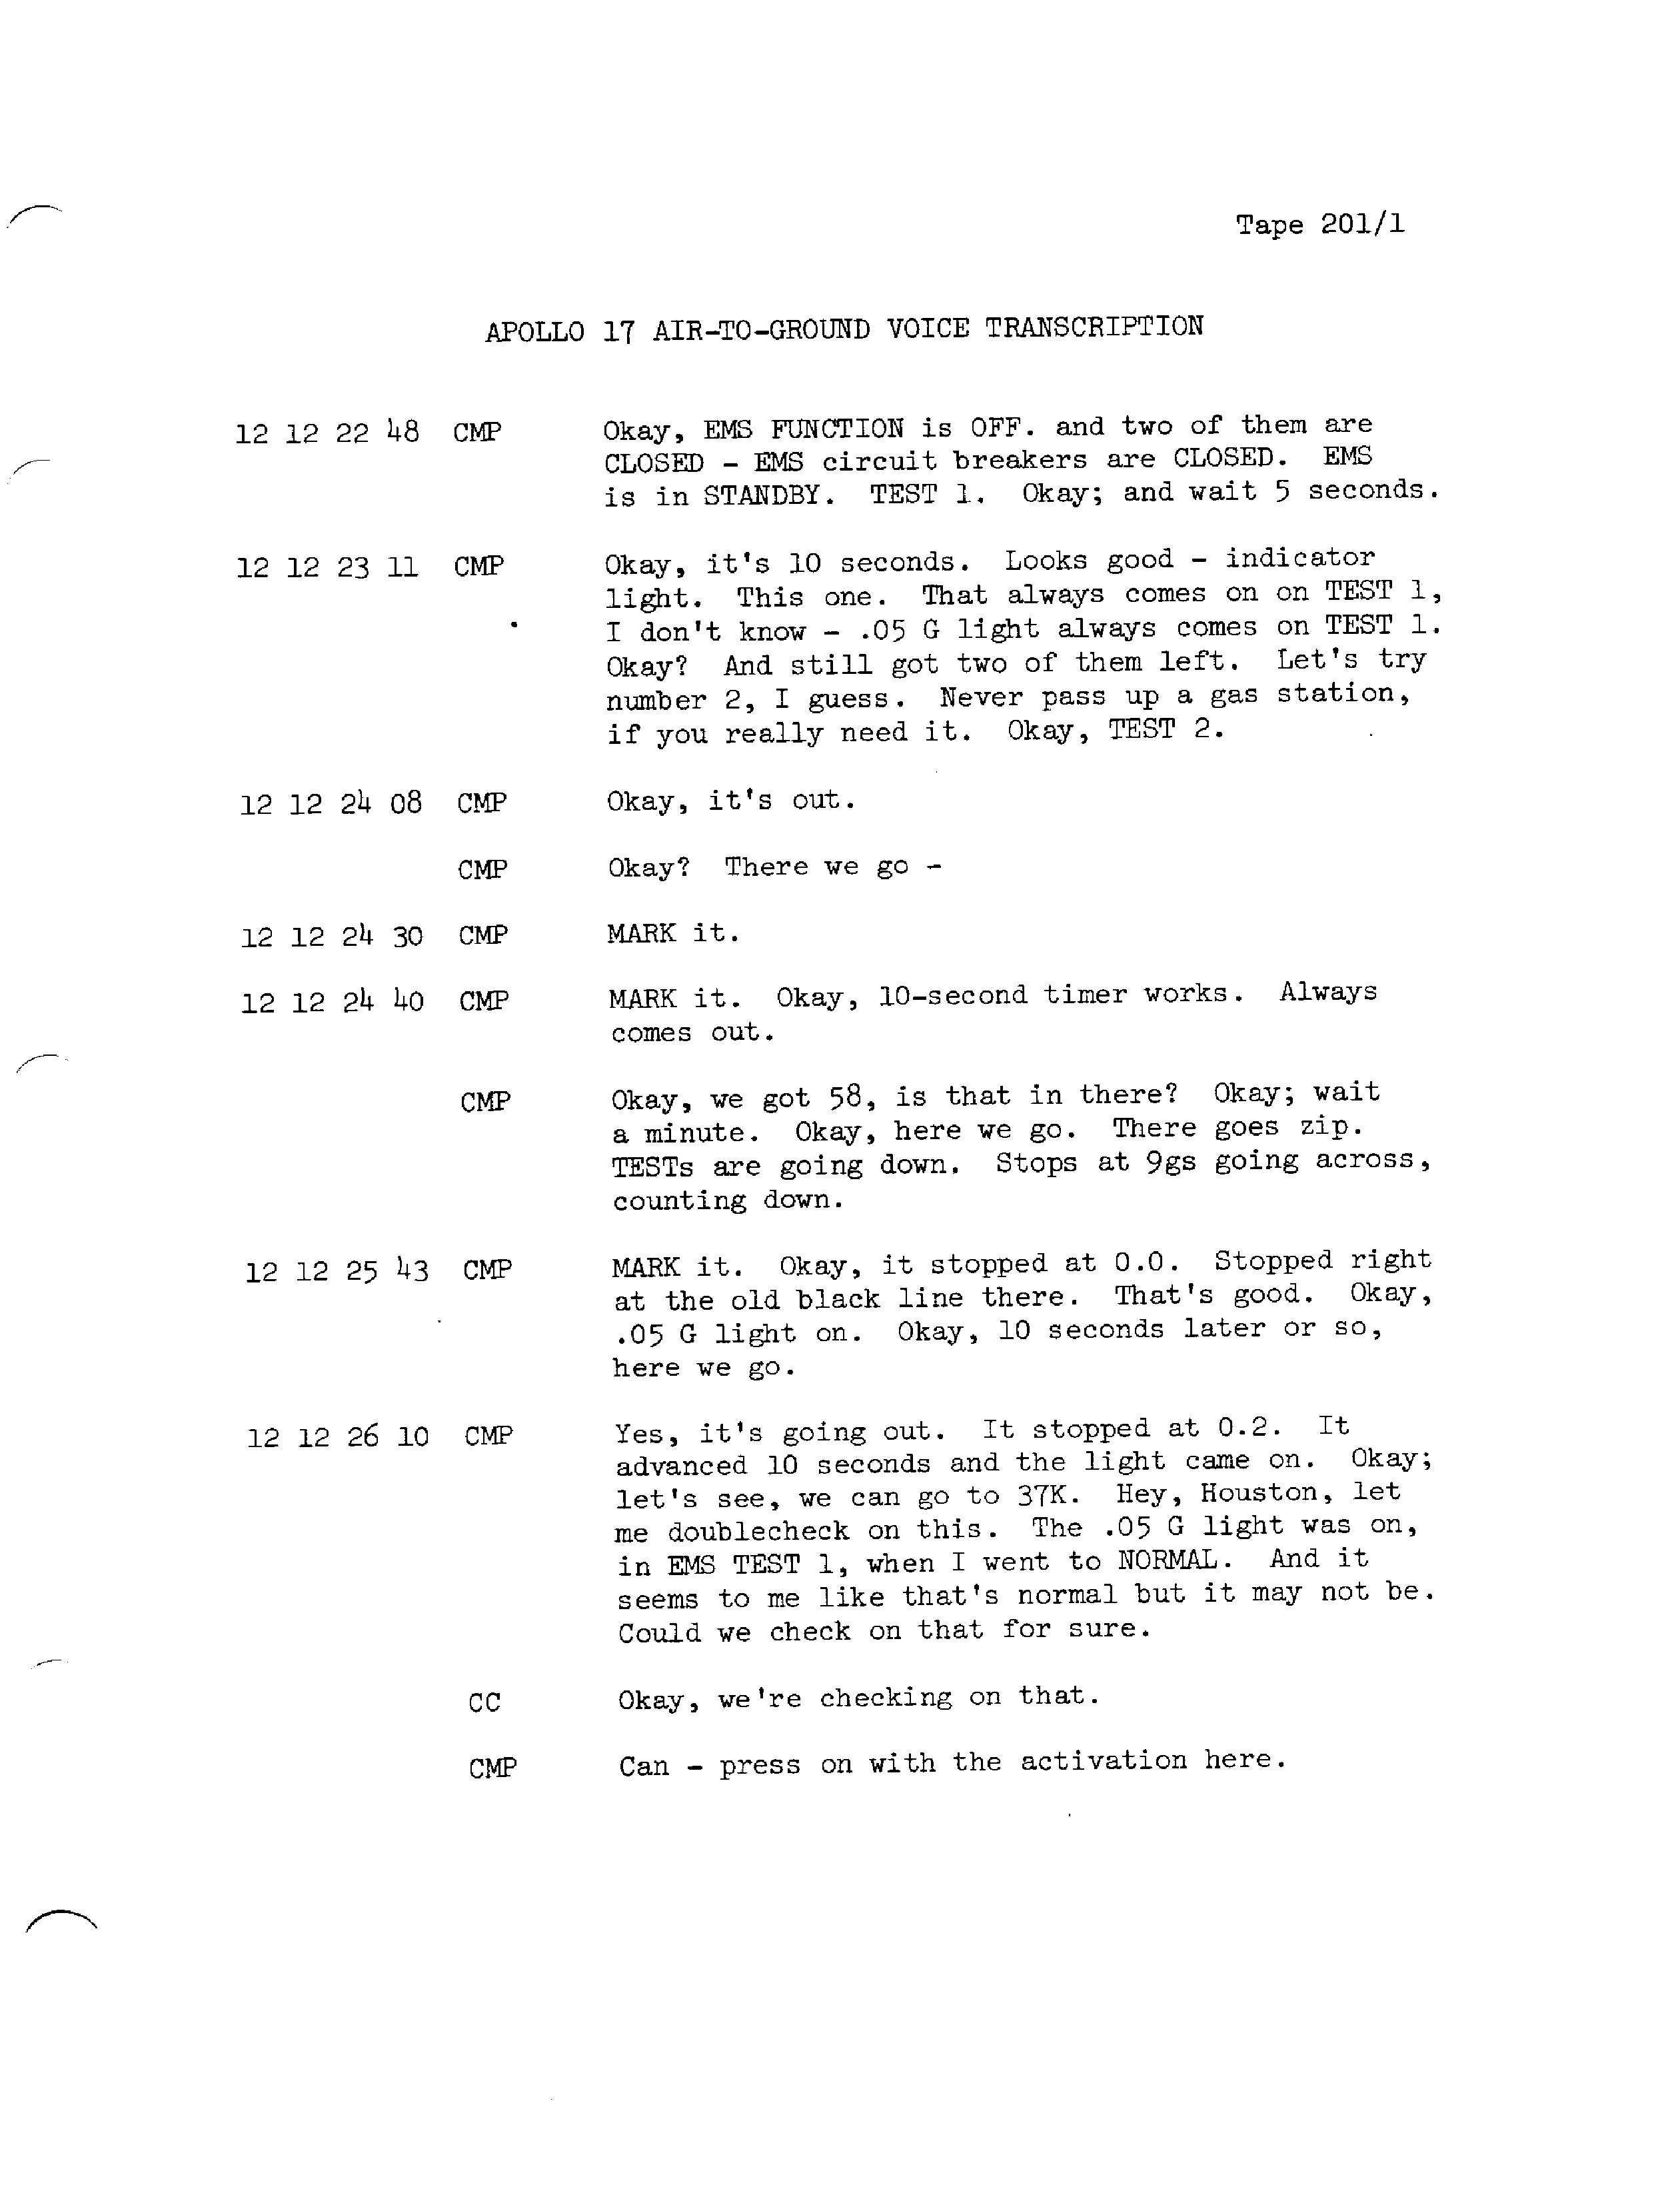 Tape 201/1
APOLLO 17 AIR-TO-GROUND VOICE TRANSCRIPTION
12 12 22 48 CMP Okay, EMS FUNCTION is OFF. and two of them are
CLOSED - EMS circuit breakers are CLOSED. EMS
is in STANDBY. TEST 1. Okay; and wait 5 seconds.
12 12 23 11 CMP Okay, it's 10 seconds. Looks good - indicator
light. This one. That always comes on on TEST 1,
I don't know - .05 G light always comes on TEST 1.
Okay? And still got two of them left. Let's try
number 2, I guess. Never pass up a gas station,
if you really need it. Okay, TEST 2.
12 12 24 08 CMP Okay, it's out.
CMP Okay? There we go -
12 12 24 30 CMP MARK it.
12 12 24 40 CMP MARK it. Okay, 10-second timer works. Always
comes out.
CMP Okay, we got 58, is that in there? Okay; wait
a minute. Okay, here we go. There goes zip.
TESTs are going down. Stops at 9gs going across,
counting down.
12 12 25 43 CMP MARK it. Okay, it stopped at 0.0. Stopped right
at the old black line there. That's good. Okay,
.05 G light on. Okay, 10 seconds later or so,
here we go.
12 12 26 10 CMP Yes, it's going out. It stopped at 0.2. It
advanced 10 seconds and the light came on. Okay;
let's see, we can go to 37K. Hey, Houston, let
me doublecheck on this. The .05 G light was on,
in EMS TEST 1, when I went to NORMAL. And it
seems to me like that's normal but it may not be.
Could we check on that for sure.
CC Okay, we're checking on that.
CMP Can - press on with the activation here.